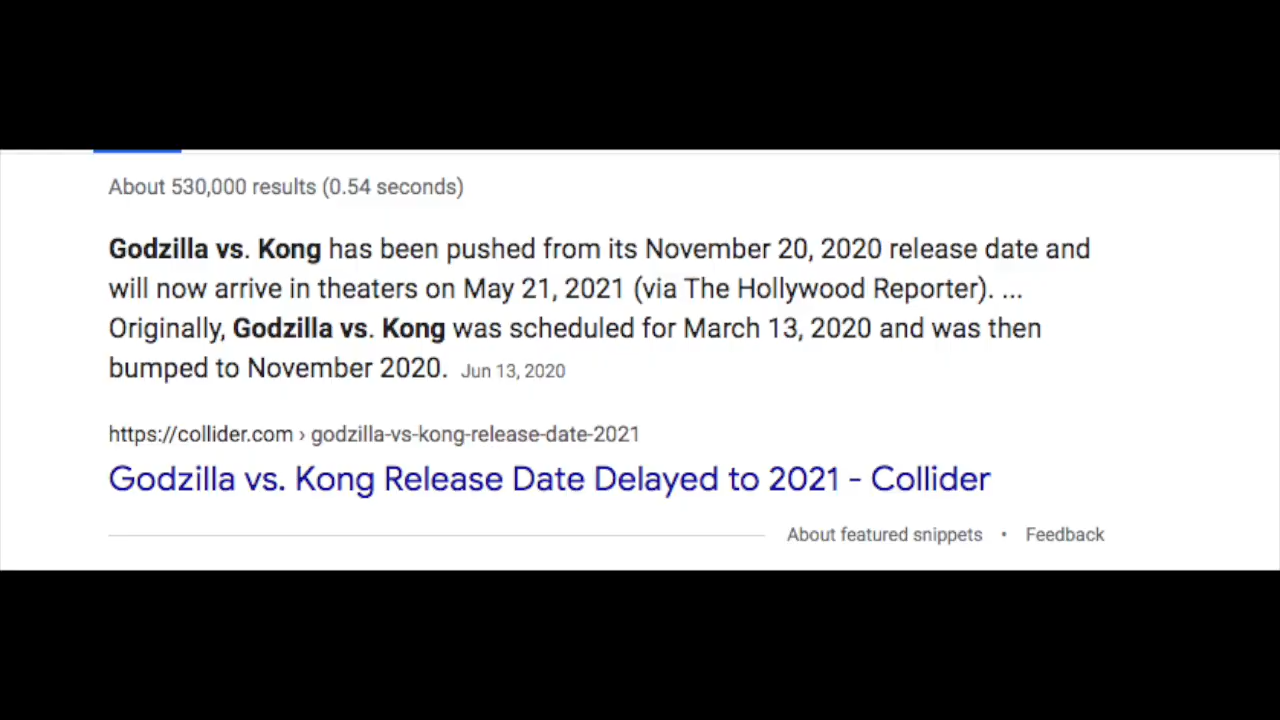 About 530,000 results (0.54 seconds)
Godzilla vs. Kong has been pushed from its November 20, 2020 release date and
will now arrive in theaters on May 21, 2021 (via The Hollywood Reporter). ...
Originally, Godzilla vs. Kong was scheduled for March 13, 2020 and was then
bumped to November 2020. Jun 13, 2020
https://collider.com › godzilla-vs-kong-release-date-2021
Godzilla vs. Kong Release Date Delayed to 2021 - Collider
About featured snippets • Feedback